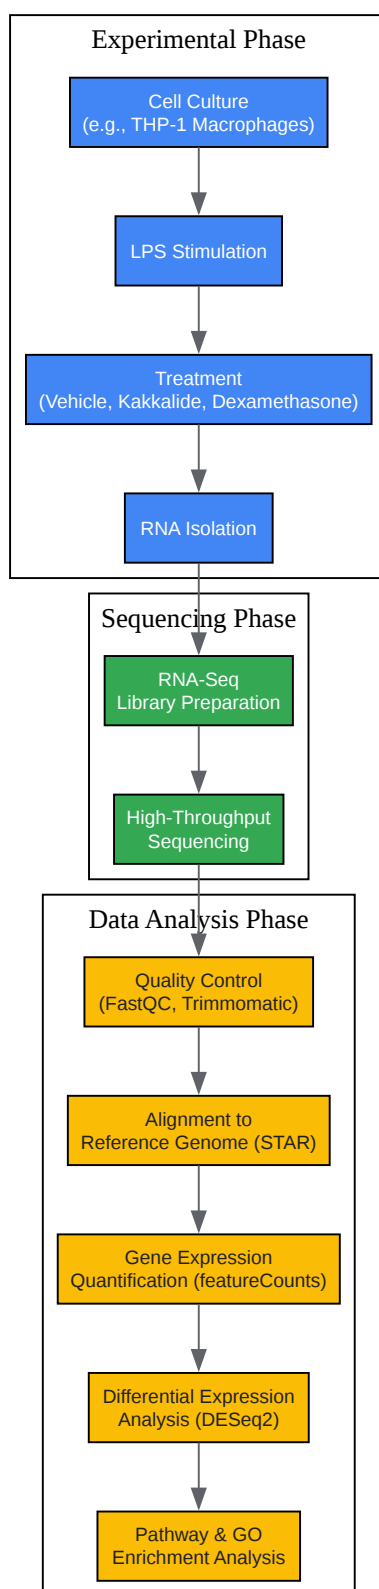 Experimental Phase
Cell Culture
(e.g., THP-1 Macrophages)
LPS Stimulation
Treatment
(Vehicle, Kakkalide, Dexamethasone)
RNA Isolation
Sequencing Phase
RNA-Seq
Library Preparation
High-Throughput
Sequencing
Data Analysis Phase
Quality Control
(FastQC, Trimmomatic)
Alignment to
Reference Genome (STAR)
Gene Expression
Quantification (featureCounts)
Differential Expression
Analysis (DESeq2)
Pathway & GO
Enrichment Analysis